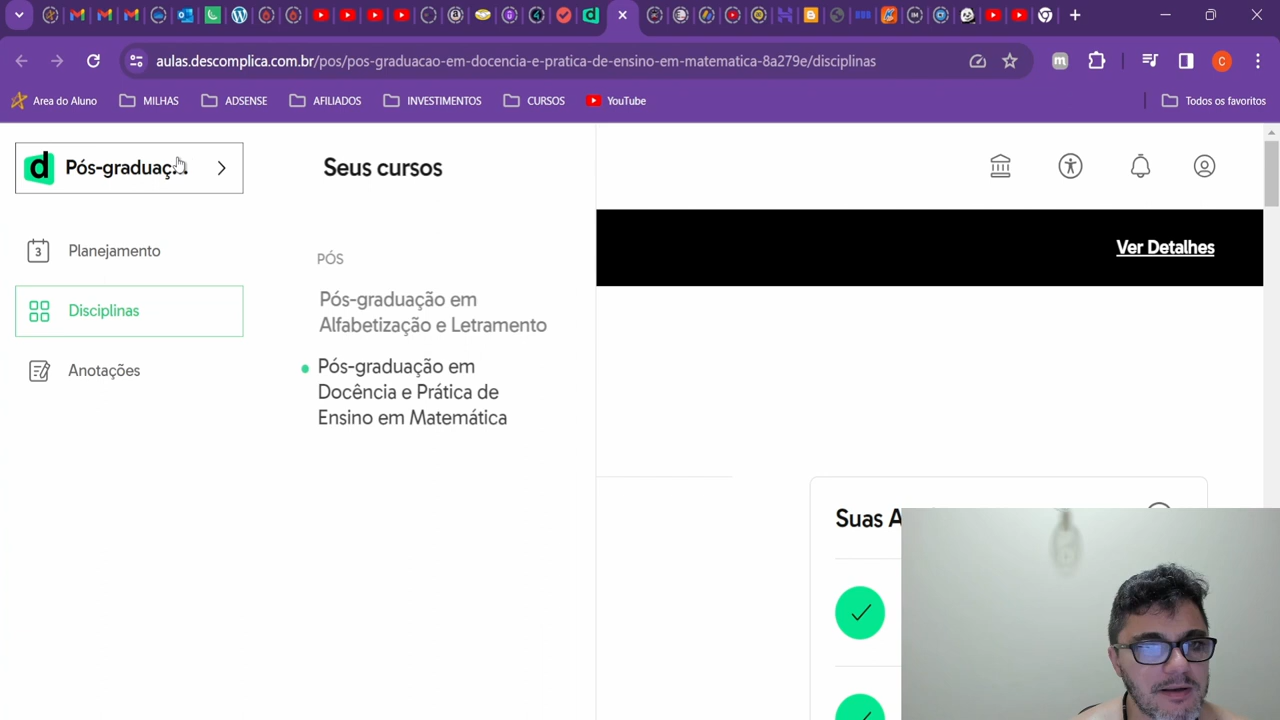 aulas.descomplica.com.br/pos/pos-graduacao-em-docencia-e-pratica-de-ensino-em-matematica-8a279e/disciplinas
C
Area do Aluno
MILHAS
ADSENSE
AFILIADOS
INVESTIMENTOS
CURSOS
YouTube
Todos os favoritos
d
Pós-graduaç...
Seus cursos
Ver Detalhes
3
Planejamento
Disciplinas
Anotações
PÓS
Pós-graduação em
Alfabetização e Letramento
Pós-graduação em
Docência e Prática de
Ensino em Matemática
Suas A